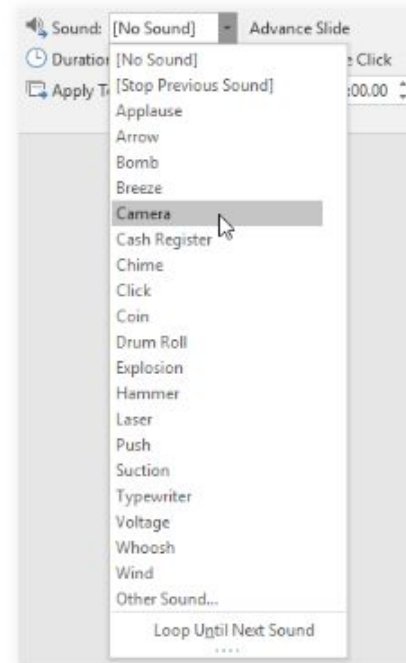 Sound: [No Sound] Advance Slide
Duration Click
Apply :00.00
[No Sound]
[Stop Previous Sound]
Applause
Arrow
Bomb
Breeze
Camera
Cash Register
Chime
Click
Coin
Drum Roll
Explosion
Hammer
Laser
Push
Suction
Typewriter
Voltage
Whoosh
Wind
Other Sound...
Loop Until Next Sound